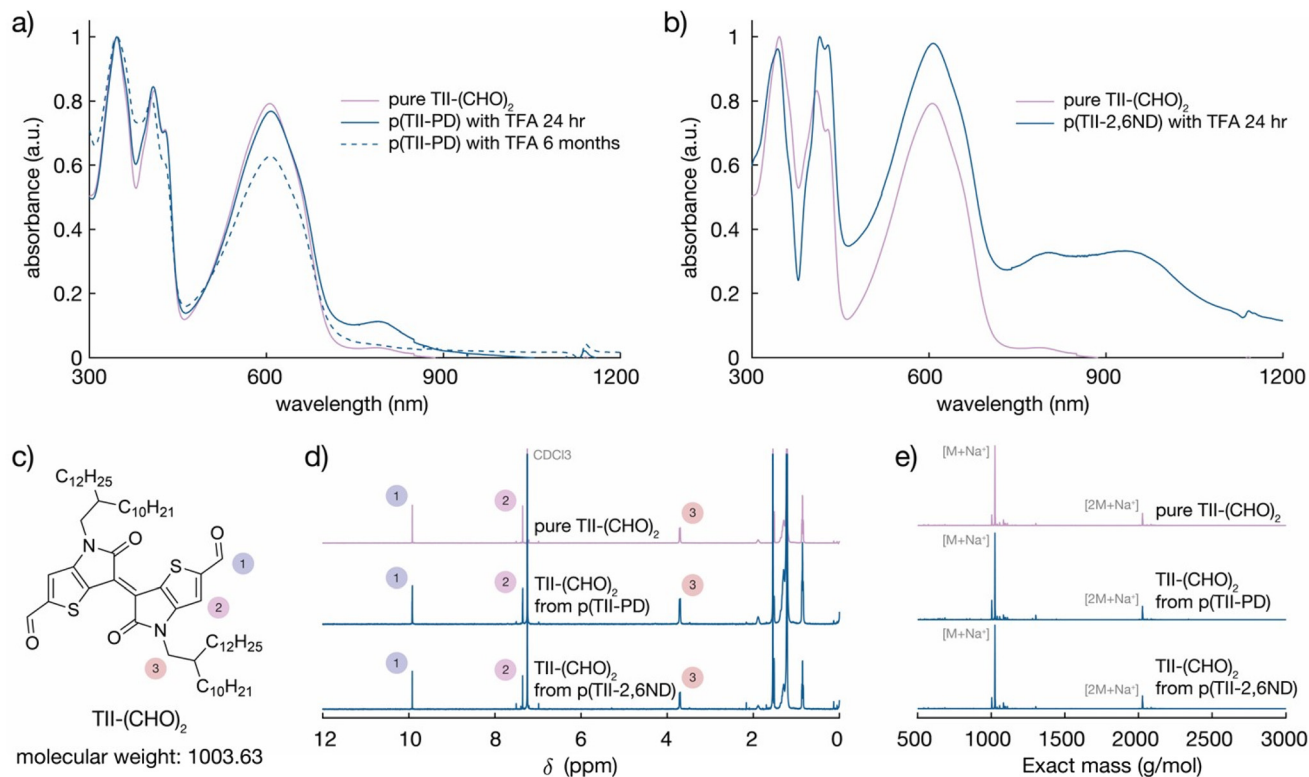 a)
absorbance (a.u.)
1
0.8
0.6
0.4
0.2
0
300
600
900
1200
wavelength (nm)
pure TII-(CHO)₂
p(TII-PD) with TFA 24 hr
p(TII-PD) with TFA 6 months
b)
absorbance (a.u.)
1
0.8
0.6
0.4
0.2
0
300
600
900
1200
wavelength (nm)
pure TII-(CHO)₂
p(TII-2,6ND) with TFA 24 hr
c)
C₁₂H₂₅
C₁₀H₂₁
N
O
S
O
1
2
O
S
O
N
C₁₂H₂₅
3
C₁₀H₂₁
TII-(CHO)₂
molecular weight: 1003.63
d)
CDCl3
1
2
3
pure TII-(CHO)₂
1
2
3
TII-(CHO)₂
from p(TII-PD)
1
2
3
TII-(CHO)₂
from p(TII-2,6ND)
12
10
8
6
4
2
0
δ (ppm)
e)
[M+Na⁺]
[2M+Na⁺]
pure TII-(CHO)₂
[M+Na⁺]
[2M+Na⁺]
TII-(CHO)₂
from p(TII-PD)
[M+Na⁺]
[2M+Na⁺]
TII-(CHO)₂
from p(TII-2,6ND)
500
1000
1500
2000
2500
3000
Exact mass (g/mol)